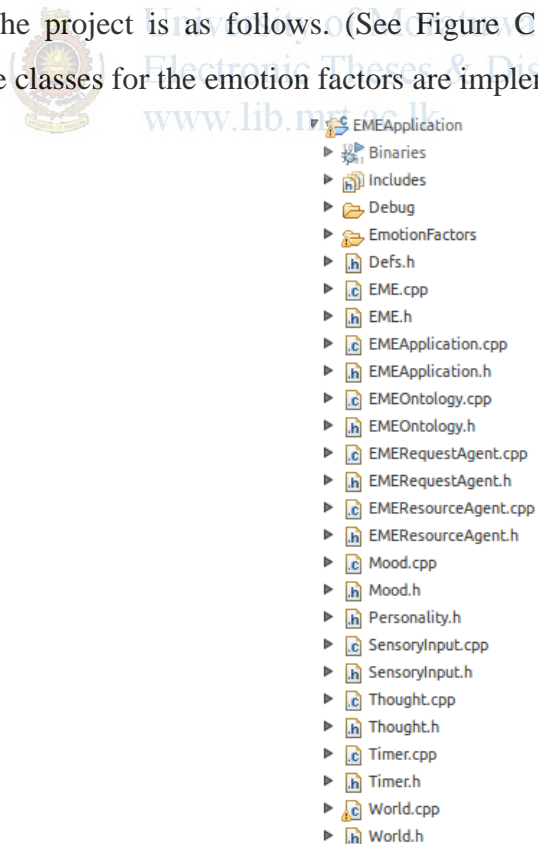 he project is as follows. (See Figure C
e classes for the emotion factors are implem
www.lib.mrt.ac.lk
EMEApplication
Binaries
Includes
Debug
EmotionFactors
Defs.h
EME.cpp
EME.h
EMEApplication.cpp
EMEApplication.h
EMEOntology.cpp
EMEOntology.h
EMERequestAgent.cpp
EMERequestAgent.h
EMEResourceAgent.cpp
EMEResourceAgent.h
Mood.cpp
Mood.h
Personality.h
SensoryInput.cpp
SensoryInput.h
Thought.cpp
Thought.h
Timer.cpp
Timer.h
World.cpp
World.h